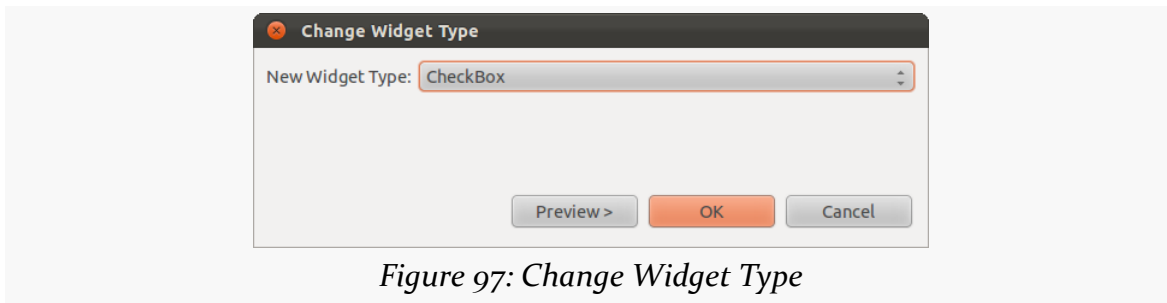 Change Widget Type
New Widget Type: CheckBox
Preview > OK Cancel
Figure 97: Change Widget Type